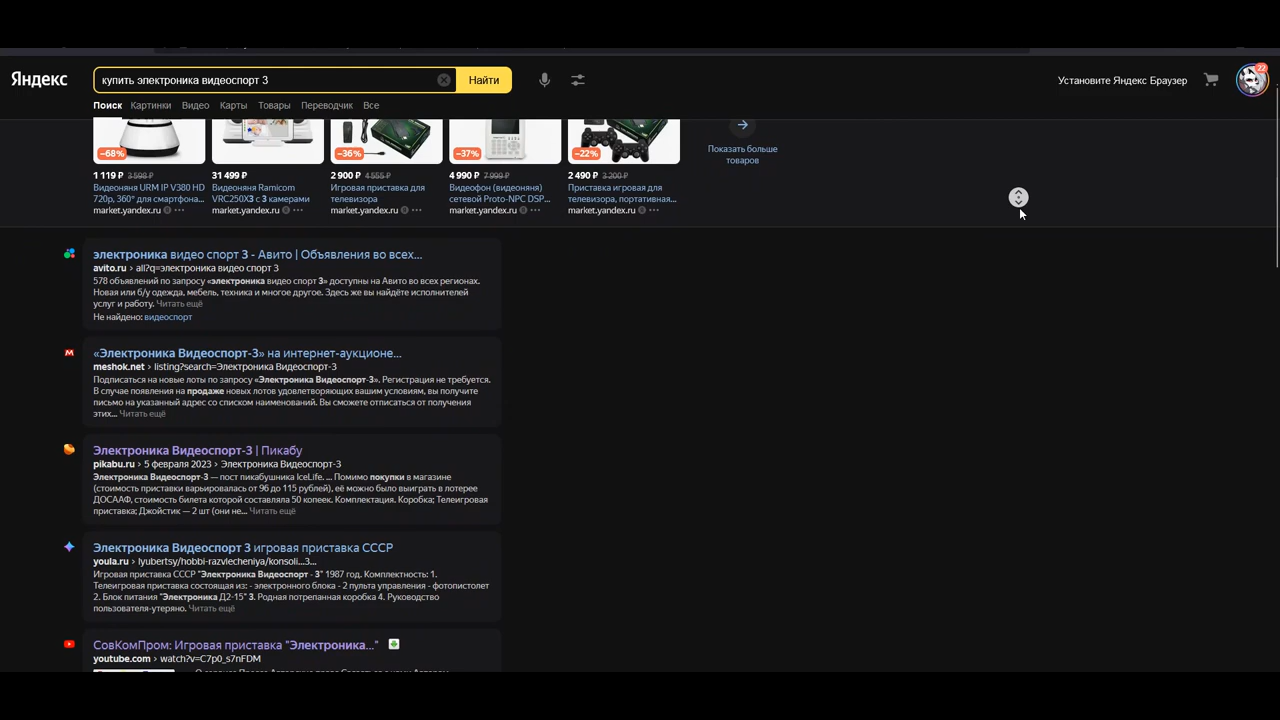 Яндекс
купить электроника видеоспорт 3
Найти
Установите Яндекс Браузер
22
Поиск Картинки Видео Карты Товары Переводчик Все
-68% -36% -37% -22%
1 119 ₽ 3 598 ₽
Видеоняня URM IP V380 HD
720p, 360° для смартфона...
market.yandex.ru
31 499 ₽
Видеоняня Ramicom
VRC250X3 с 3 камерами
market.yandex.ru
2 900 ₽ 4 555 ₽
Игровая приставка для
телевизора
market.yandex.ru
4 990 ₽ 7 999 ₽
Видеофон (видеоняня)
сетевой Proto-NPC DSP...
market.yandex.ru
2 490 ₽ 3 200 ₽
Приставка игровая для
телевизора, портативная...
market.yandex.ru
Показать больше
товаров
электроника видео спорт 3 - Авито | Объявления во всех...
avito.ru › all?q=электроника видео спорт 3
578 объявлений по запросу «электроника видео спорт 3» доступны на Авито во всех регионах.
Новая или б/у одежда, мебель, техника и многое другое. Здесь же вы найдёте исполнителей
услуг и работу. Читать ещё
Не найдено: видеоспорт
«Электроника Видеоспорт-3» на интернет-аукционе...
meshok.net › listing?search=Электроника Видеоспорт-3
Подписаться на новые лоты по запросу «Электроника Видеоспорт-3». Регистрация не требуется.
В случае появления на продаже новых лотов удовлетворяющих вашим условиям, вы получите
письмо на указанный адрес со списком наименований. Вы сможете отписаться от получения
этих... Читать ещё
Электроника Видеоспорт-3 | Пикабу
pikabu.ru › 5 февраля 2023 › Электроника Видеоспорт-3
Электроника Видеоспорт-3 — пост пикабушника IceLife. ... Помимо покупки в магазине
(стоимость приставки варьировалась от 96 до 115 рублей), её можно было выиграть в лотерее
ДОСААФ, стоимость билета которой составляла 50 копеек. Комплектация. Коробка; Телеигровая
приставка; Джойстик — 2 шт (они не... Читать ещё
Электроника Видеоспорт 3 игровая приставка СССР
youla.ru › lyubertsy/hobbi-razvlecheniya/konsoli...3...
Игровая приставка СССР "Электроника Видеоспорт - 3" 1987 год. Комплектность: 1.
Телеигровая приставка состоящая из: - электронного блока - 2 пульта управления - фотопистолет
2. Блок питания "Электроника Д2-15" 3. Родная потрепанная коробка 4. Руководство
пользователя-утеряно. Читать ещё
СовКомПром: Игровая приставка "Электроника..."
youtube.com › watch?v=C7p0_s7nFDM